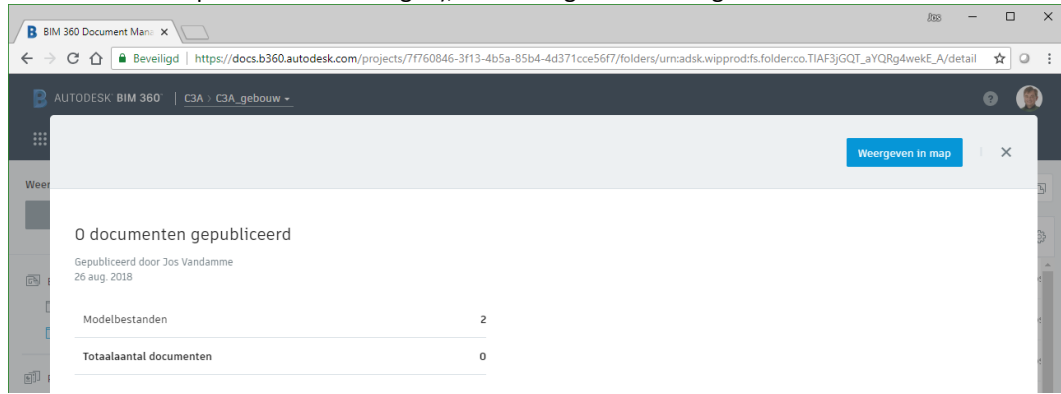 Jos
BIM 360 Document Mana
Beveiligd | https://docs.b360.autodesk.com/projects/7f760846-3f13-4b5a-85b4-4d371cce56f7/folders/urn:adsk.wipprod:fs.folder:co.TIAF3jGQT_aYQRg4wekE_A/detail
AUTODESK® BIM 360™ | C3A > C3A_gebouw
Weergeven in map
Weer
0 documenten gepubliceerd
Gepubliceerd door Jos Vandamme
26 aug. 2018
Modelbestanden 2
Totaalaantal documenten 0